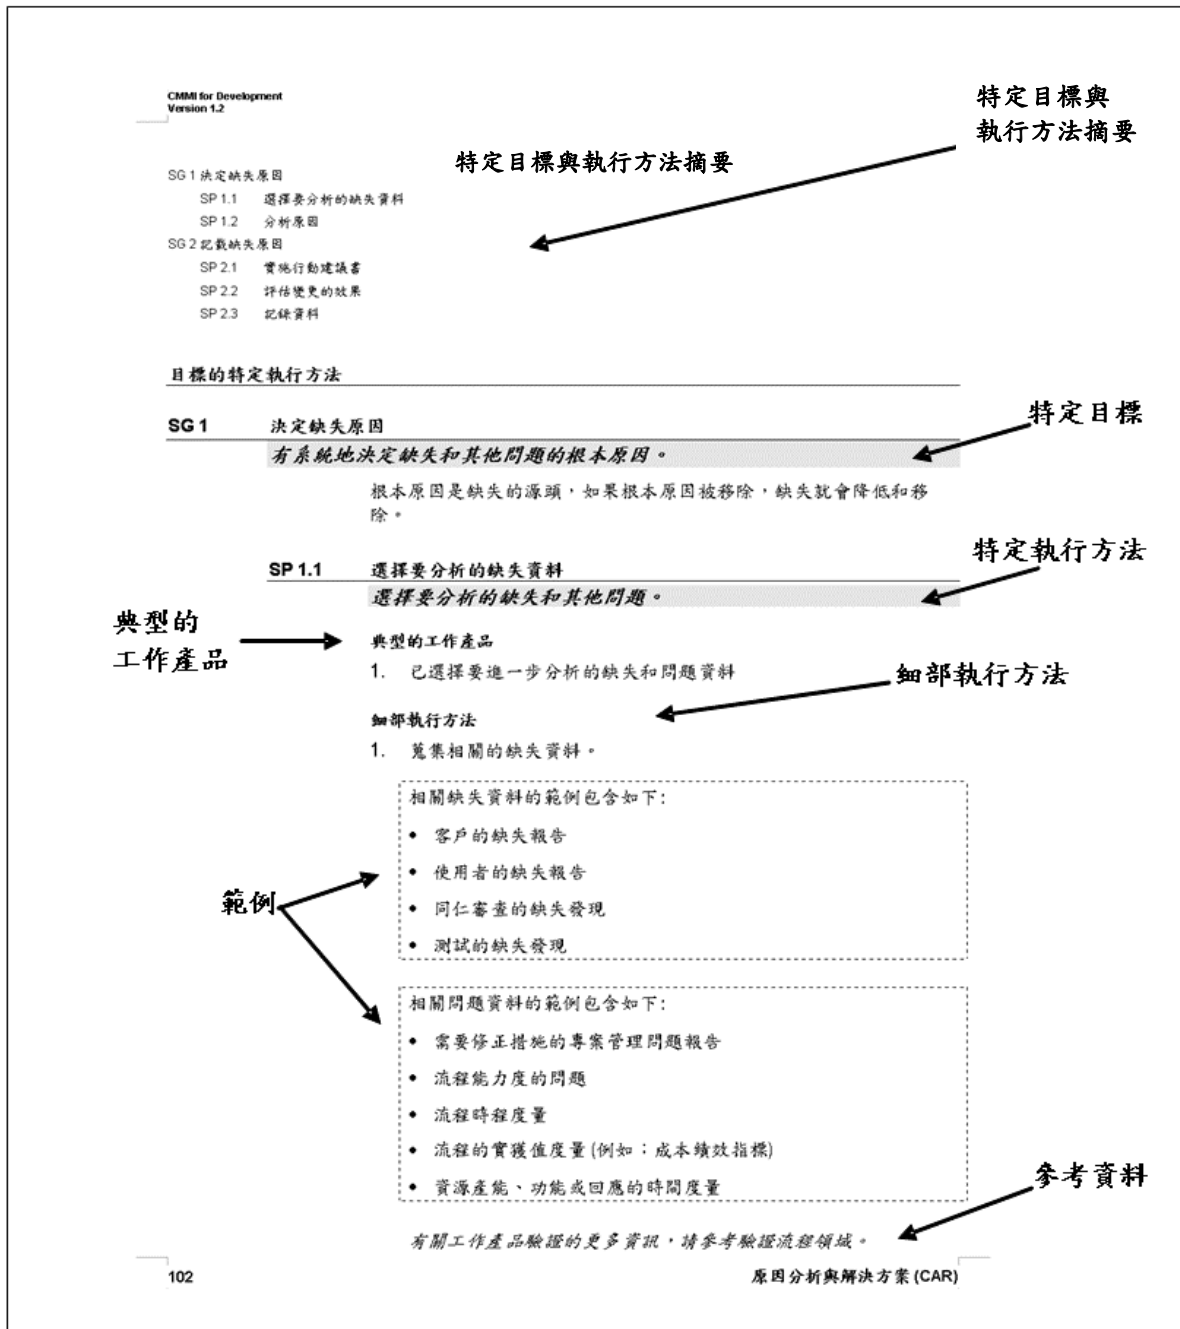 CMMI for Development
Version 1.2
特定目標與
執行方法摘要
特定目標與執行方法摘要
SG 1 決定缺失原因
SP 1.1 選擇要分析的缺失資料
SP 1.2 分析原因
SG 2 記載缺失原因
SP 2.1 實施行動建議書
SP 2.2 評估變更的效果
SP 2.3 記錄資料
目標的特定執行方法
特定目標
SG 1 決定缺失原因
有系統地決定缺失和其他問題的根本原因。
根本原因是缺失的源頭，如果根本原因被移除，缺失就會降低和移
除。
特定執行方法
SP 1.1 選擇要分析的缺失資料
選擇要分析的缺失和其他問題。
典型的
工作產品
典型的工作產品
1. 已選擇要進一步分析的缺失和問題資料
細部執行方法
細部執行方法
1. 蒐集相關的缺失資料。
相關缺失資料的範例包含如下:
• 客戶的缺失報告
• 使用者的缺失報告
範例
• 同仁審查的缺失發現
• 測試的缺失發現
相關問題資料的範例包含如下:
• 需要修正措施的專案管理問題報告
• 流程能力度的問題
• 流程時程度量
• 流程的實獲值度量 (例如；成本績效指標)
• 資源產能、功能或回應的時間度量
參考資料
有關工作產品驗證的更多資訊，請參考驗證流程領域。
102 原因分析與解決方案 (CAR)